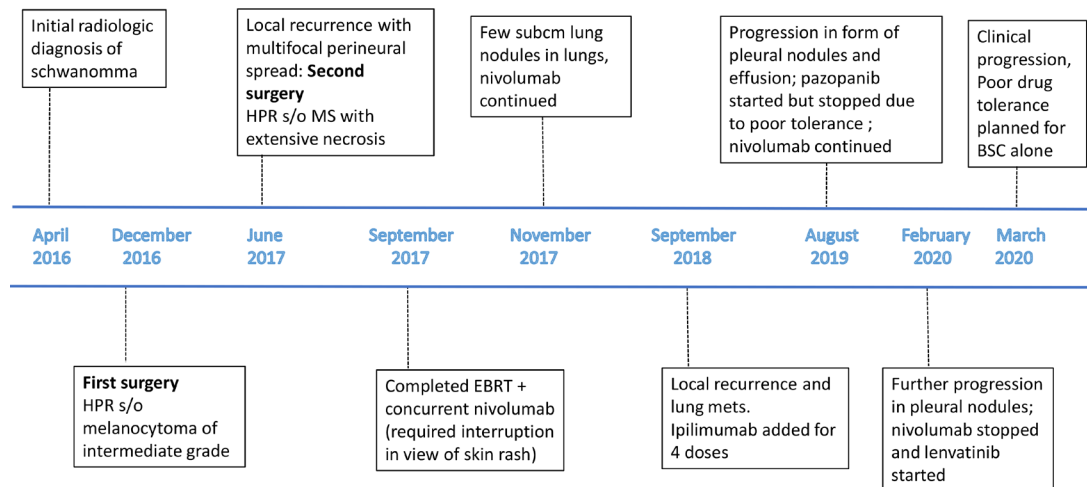 Initial radiologic
diagnosis of
schwanomma
Local recurrence with
multifocal perineural
spread: Second
surgery
HPR s/o MS with
extensive necrosis
Few subcm lung
nodules in lungs,
nivolumab
continued
Progression in form of
pleural nodules and
effusion; pazopanib
started but stopped due
to poor tolerance ;
nivolumab continued
Clinical
progression,
Poor drug
tolerance
planned for
BSC alone
April
2016
December
2016
June
2017
September
2017
November
2017
September
2018
August
2019
February
2020
March
2020
First surgery
HPR s/o
melanocytoma of
intermediate grade
Completed EBRT +
concurrent nivolumab
(required interruption
in view of skin rash)
Local recurrence and
lung mets.
Ipilimumab added for
4 doses
Further progression
in pleural nodules;
nivolumab stopped
and lenvatinib
started